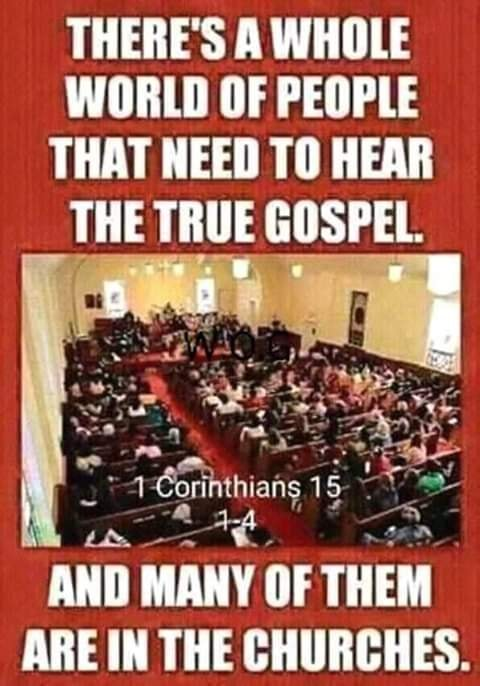 THERE'S A WHOLE
WORLD OF PEOPLE
THAT NEED TO HEAR
THE TRUE GOSPEL.
WOG
1 Corinthians 15
1-4
AND MANY OF THEM
ARE IN THE CHURCHES.